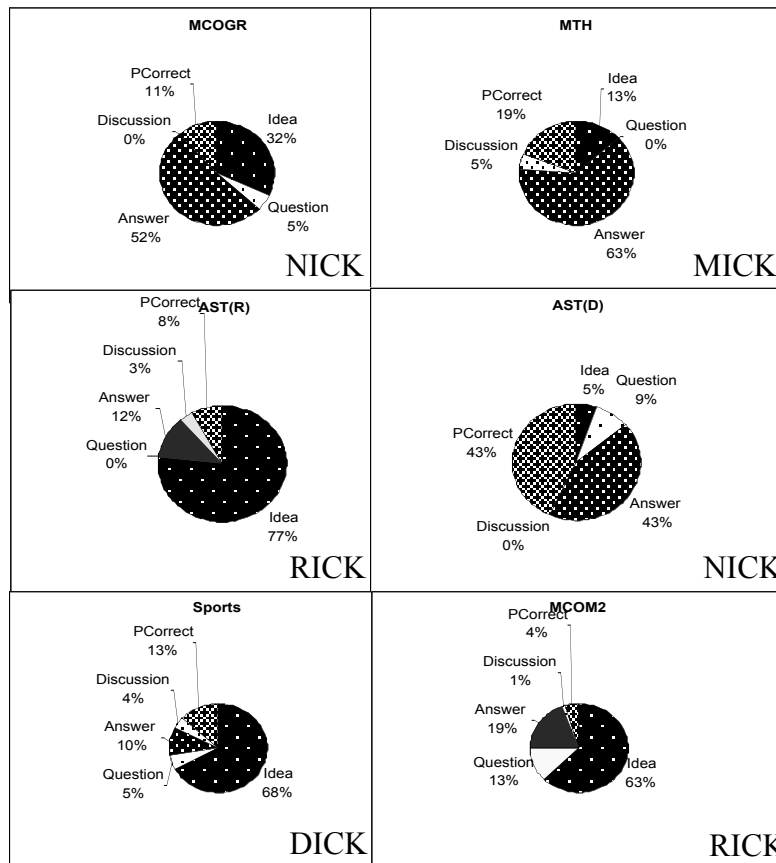 MCOGR
PCorrect
11%
Discussion
0%
Idea
32%
Question
5%
Answer
52%
NICK
MTH
Idea
13%
PCorrect
19%
Question
0%
Discussion
5%
Answer
63%
MICK
AST(R)
PCorrect
8%
Discussion
3%
Answer
12%
Question
0%
Idea
77%
RICK
AST(D)
Idea
5%
Question
9%
PCorrect
43%
Answer
43%
Discussion
0%
NICK
Sports
PCorrect
13%
Discussion
4%
Answer
10%
Question
5%
Idea
68%
DICK
MCOM2
PCorrect
4%
Discussion
1%
Answer
19%
Question
13%
Idea
63%
RICK